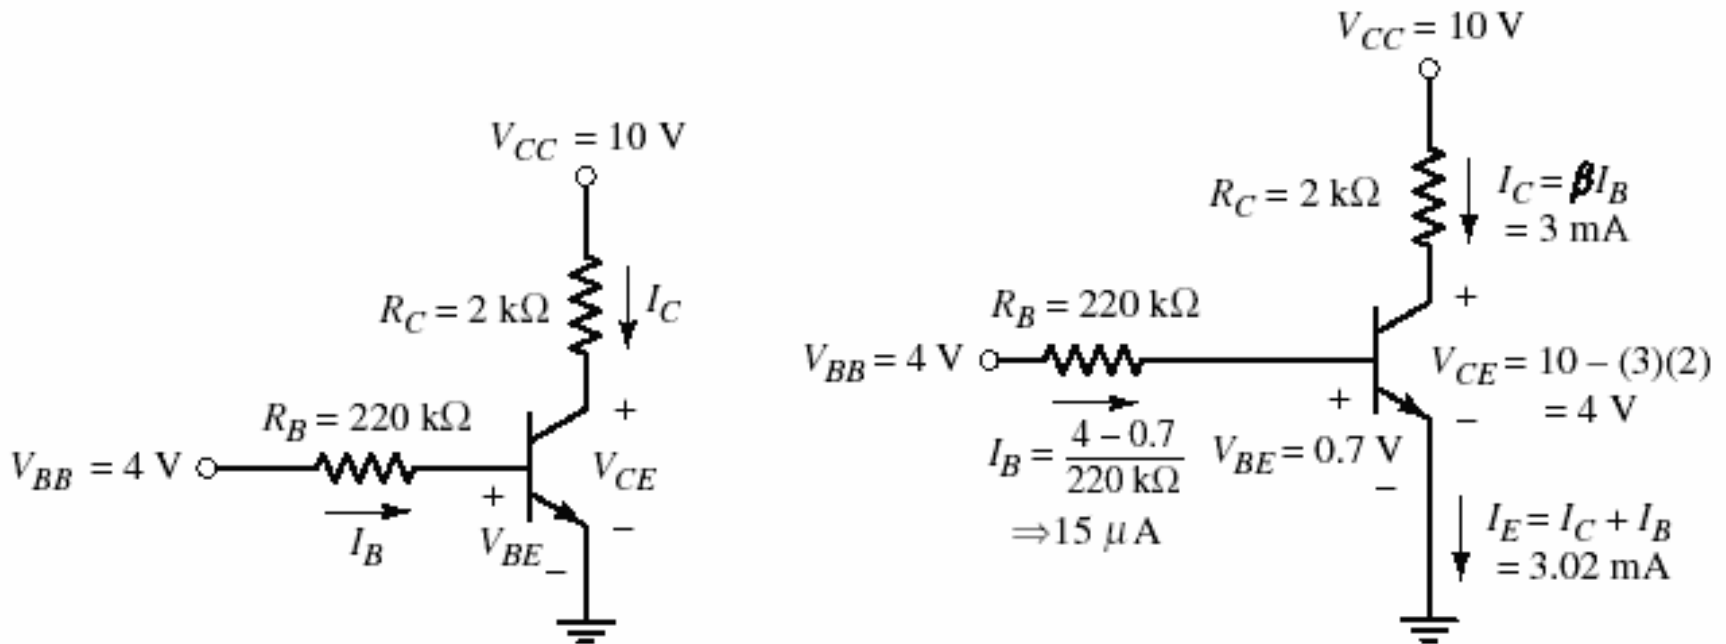 V_CC = 10 V
R_C = 2 kΩ
I_C
R_B = 220 kΩ
V_BB = 4 V
+
V_CE
+
–
I_B
V_BE
–
V_CC = 10 V
R_C = 2 kΩ
I_C = βI_B
= 3 mA
+
R_B = 220 kΩ
V_BB = 4 V
V_CE = 10 – (3)(2)
= 4 V
+
–
I_B = 4 – 0.7
220 kΩ
⇒15 μA
V_BE = 0.7 V
–
I_E = I_C + I_B
= 3.02 mA